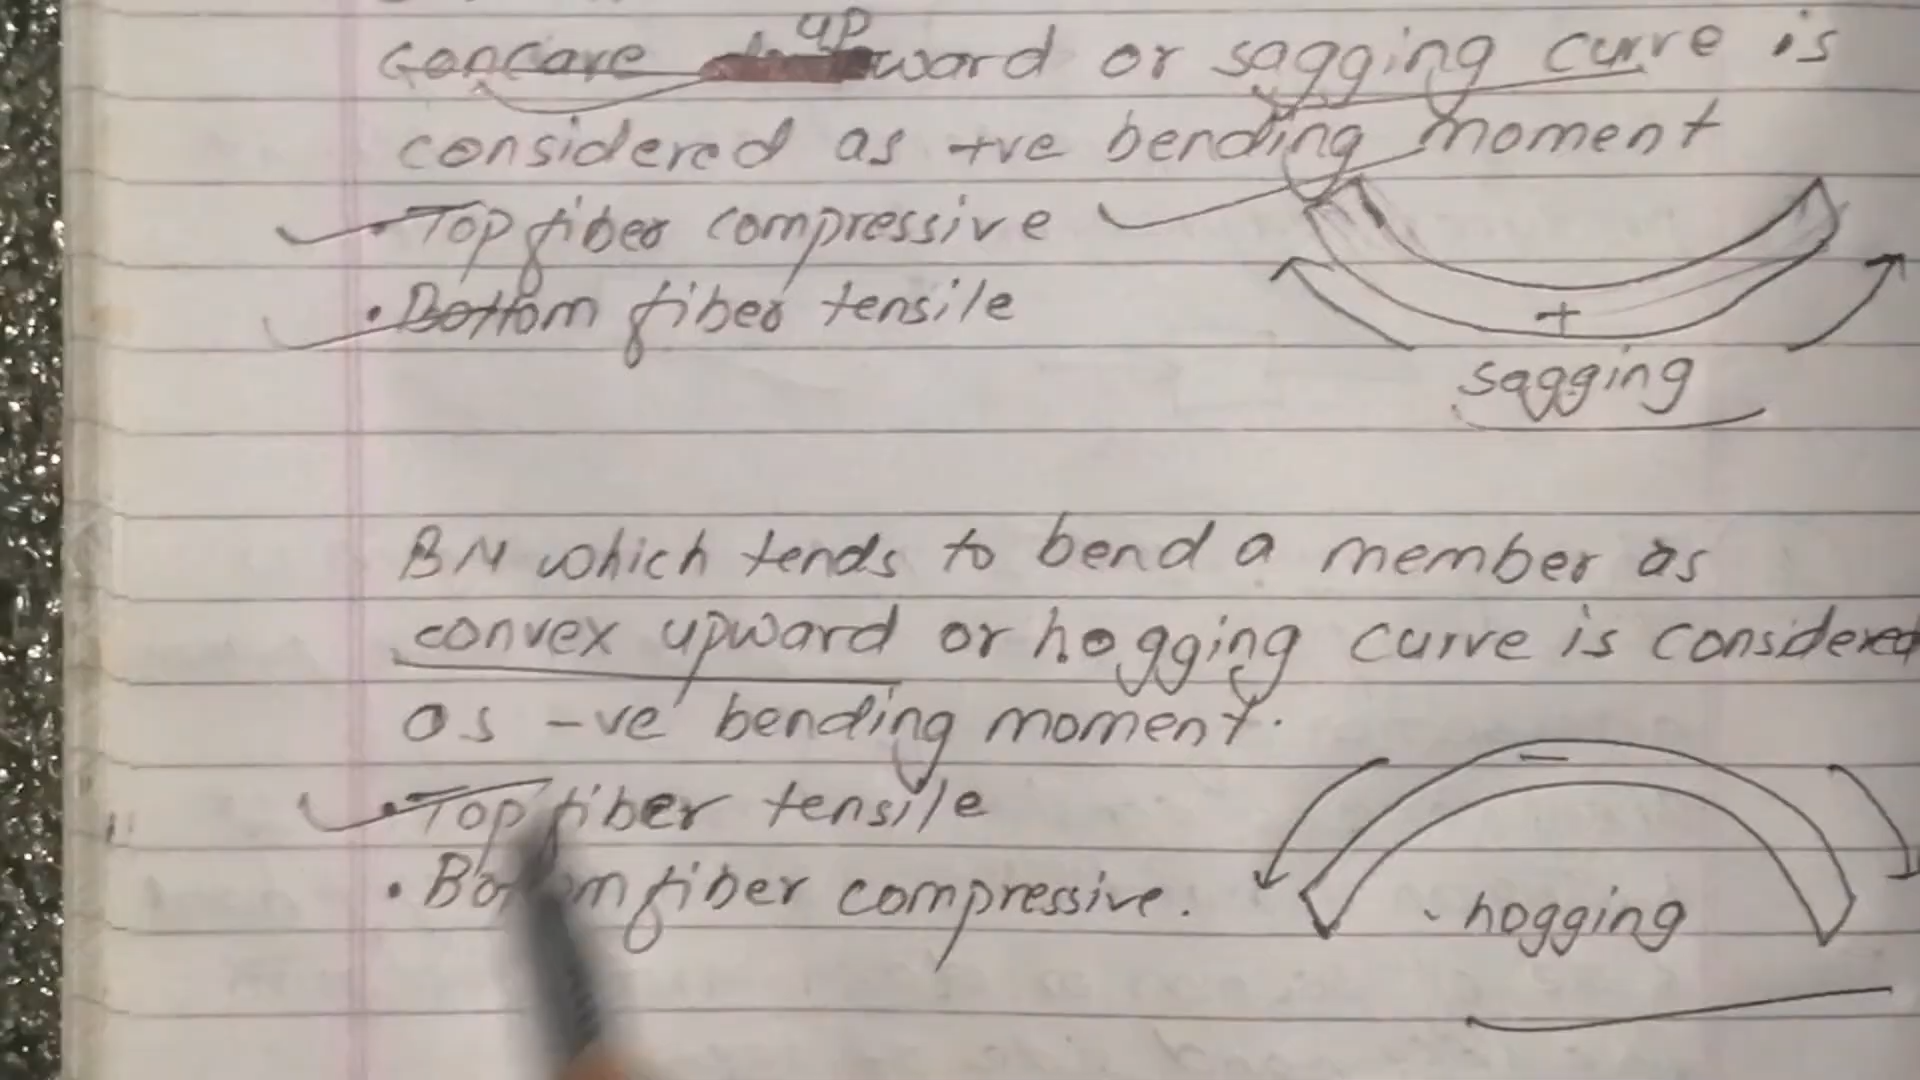 concave upward or sagging curve is
considered as +ve bending moment
• Top fiber compressive
• Bottom fiber tensile
+
sagging
BM which tends to bend a member as
convex upward or hogging curve is considered
as -ve bending moment.
• Top fiber tensile
• Bottom fiber compressive.
-
hogging